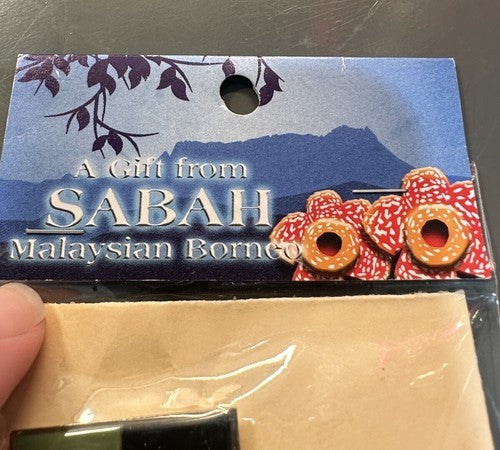 A Gift from
SABAH
Malaysian Borneo